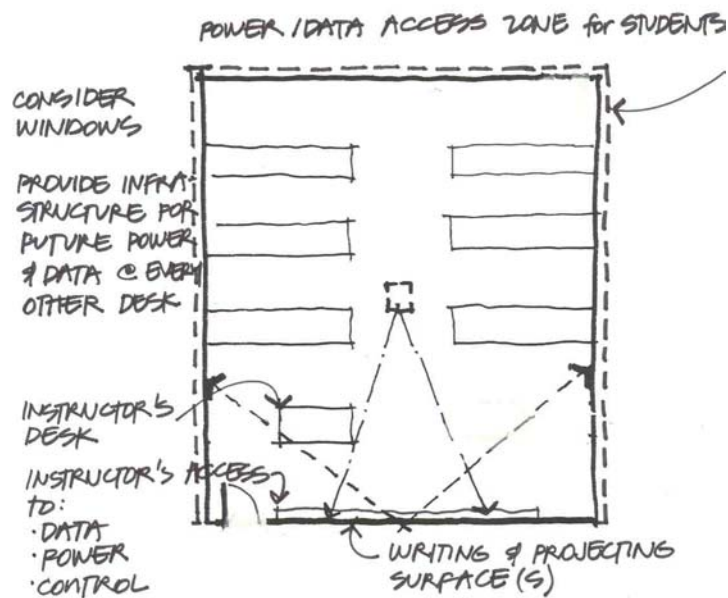 POWER / DATA ACCESS ZONE for STUDENTS
CONSIDER
WINDOWS
PROVIDE INFRA-
STRUCTURE FOR
FUTURE POWER
& DATA @ EVERY
OTHER DESK
INSTRUCTOR'S
DESK
INSTRUCTOR'S ACCESS
to:
· DATA
· POWER
· CONTROL
WRITING & PROJECTING
SURFACE(S)